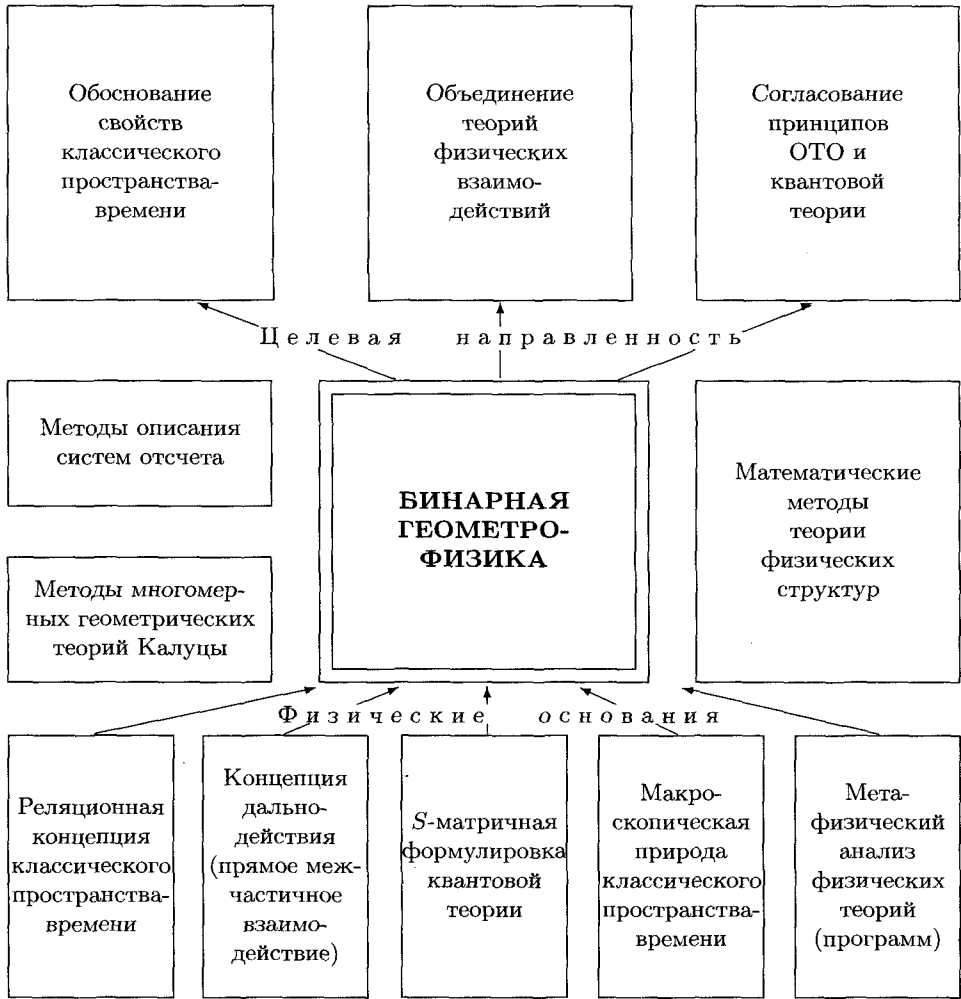 Обоснование
свойств
классического
пространства-
времени
Объединение
теорий
физических
взаимо-
действий
Согласование
принципов
ОТО и
квантовой
теории
Целевая направленность
Методы описания
систем отсчета
Методы многомер-
ных геометрических
теорий Калуцы
БИНАРНАЯ
ГЕОМЕТРО-
ФИЗИКА
Математические
методы
теории
физических
структур
Физические основания
Реляционная
концепция
классического
пространства-
времени
Концепция
дально-
действия
(прямое меж-
частичное
взаимо-
действие)
S-матричная
формулировка
квантовой
теории
Макро-
скопическая
природа
классического
пространства-
времени
Мета-
физический
анализ
физических
теорий
(программ)